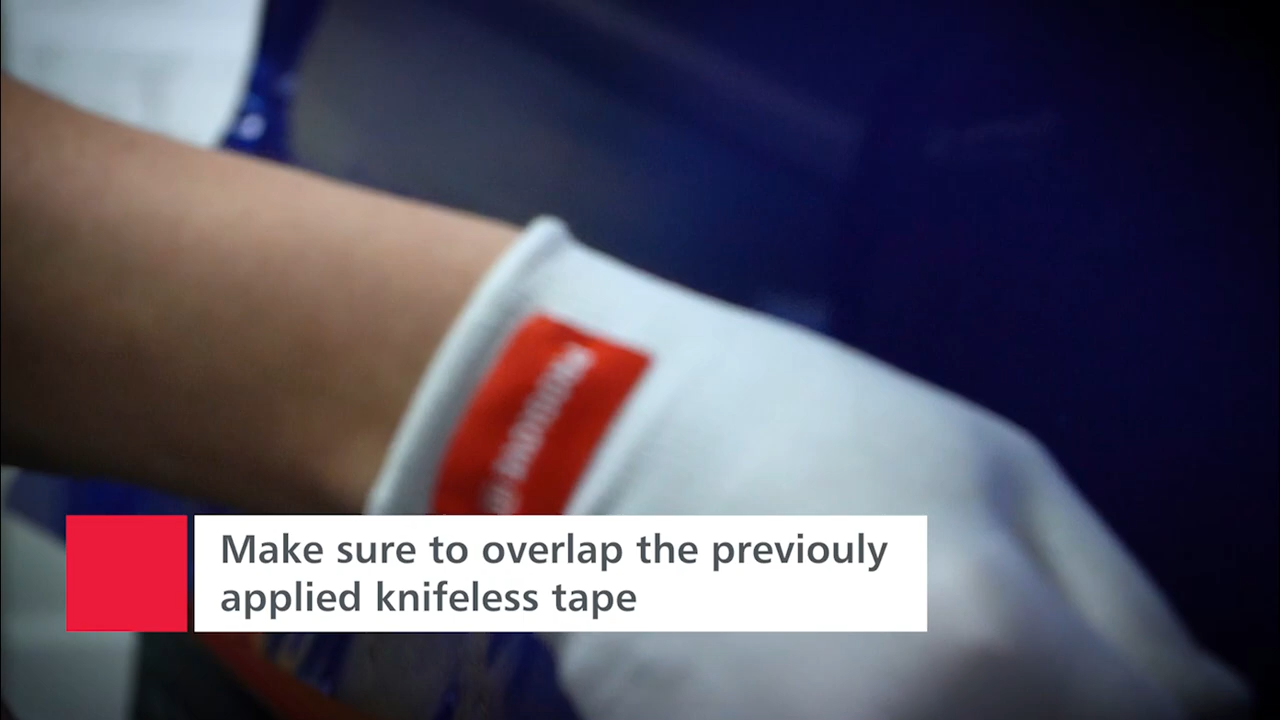 Make sure to overlap the previouly
applied knifeless tape